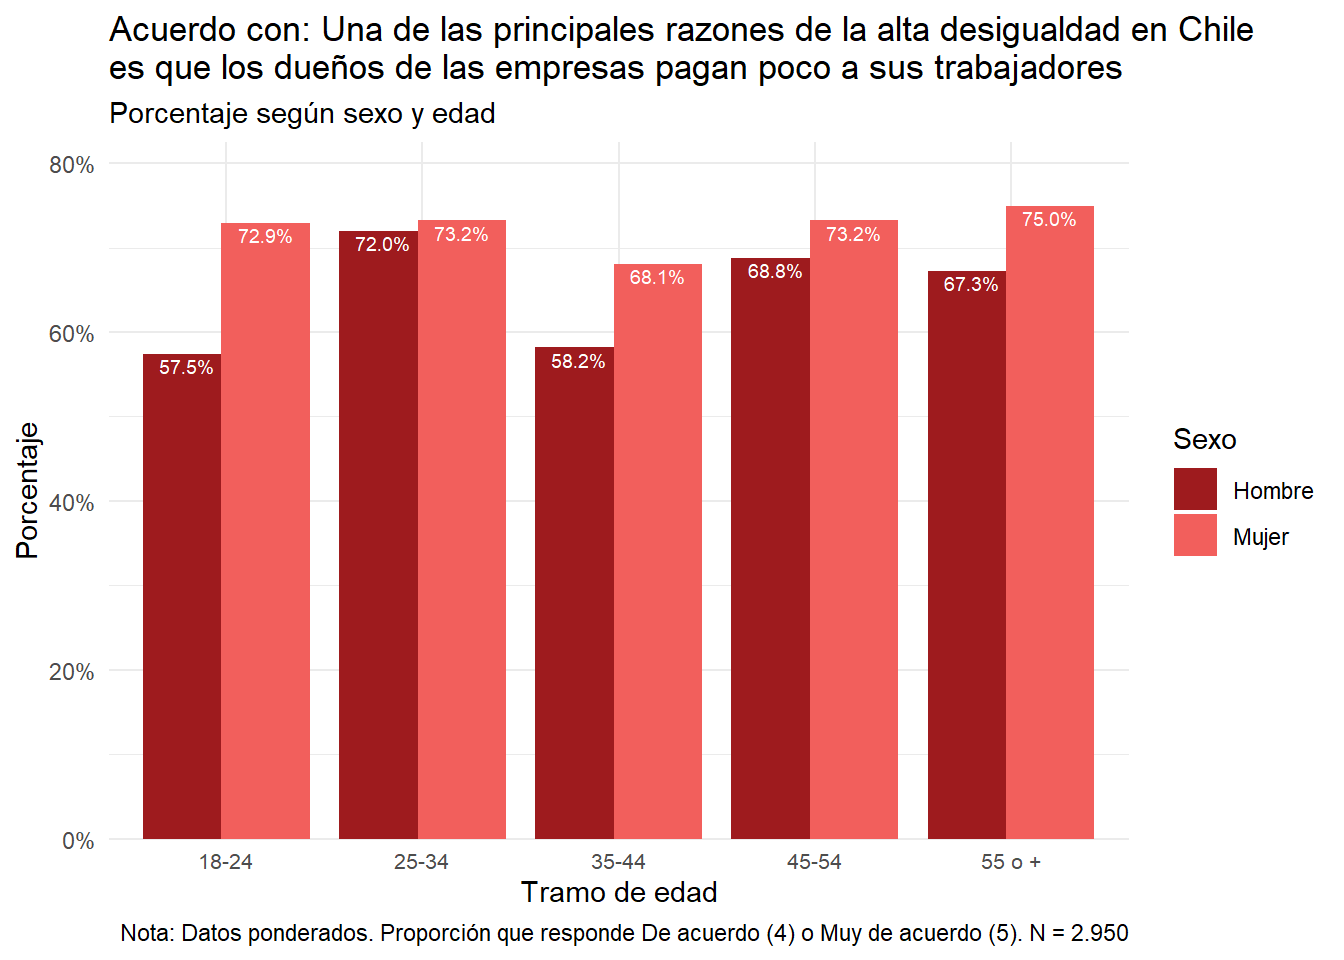 Acuerdo con: Una de las principales razones de la alta desigualdad en Chile
es que los dueños de las empresas pagan poco a sus trabajadores
Porcentaje según sexo y edad
80%
60%
40%
20%
0%
Porcentaje
57.5%
72.9%
72.0%
73.2%
58.2%
68.1%
68.8%
73.2%
67.3%
75.0%
18-24
25-34
35-44
45-54
55 o +
Tramo de edad
Sexo
Hombre
Mujer
Nota: Datos ponderados. Proporción que responde De acuerdo (4) o Muy de acuerdo (5). N = 2.950